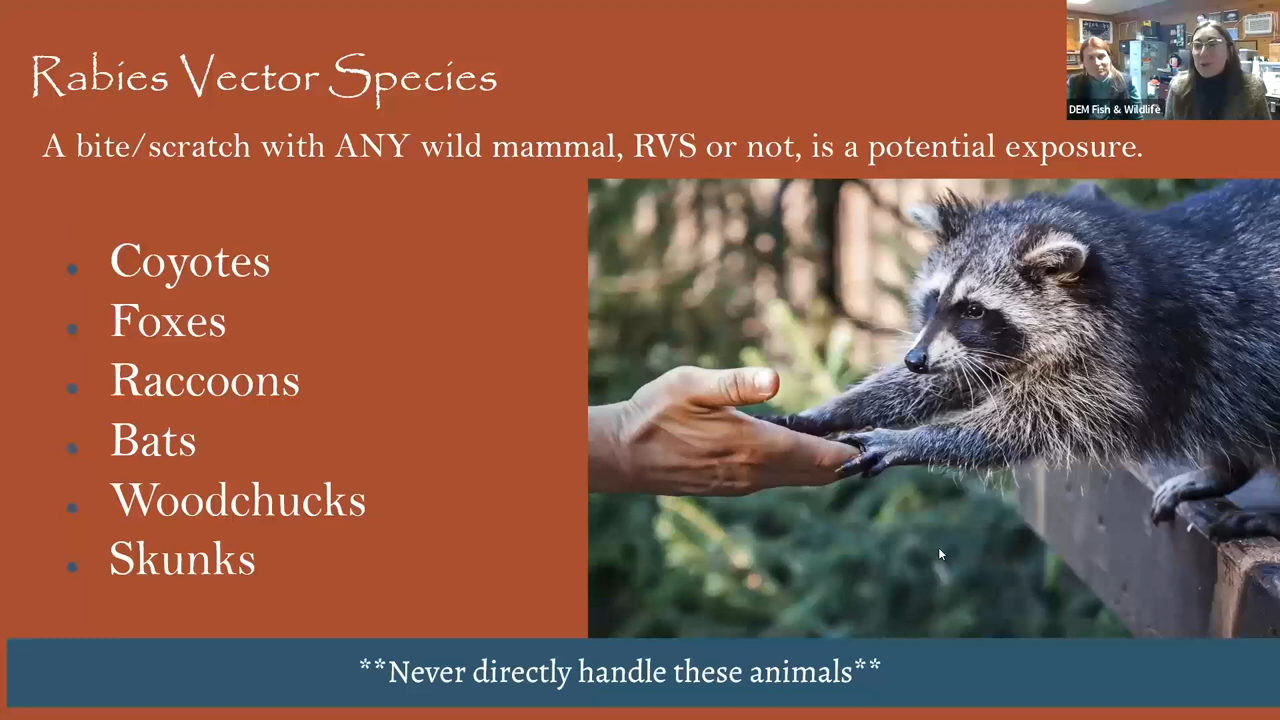 Rabies Vector Species
DEM Fish & Wildlife
A bite/scratch with ANY wild mammal, RVS or not, is a potential exposure.
Coyotes
Foxes
Raccoons
Bats
Woodchucks
Skunks
**Never directly handle these animals**